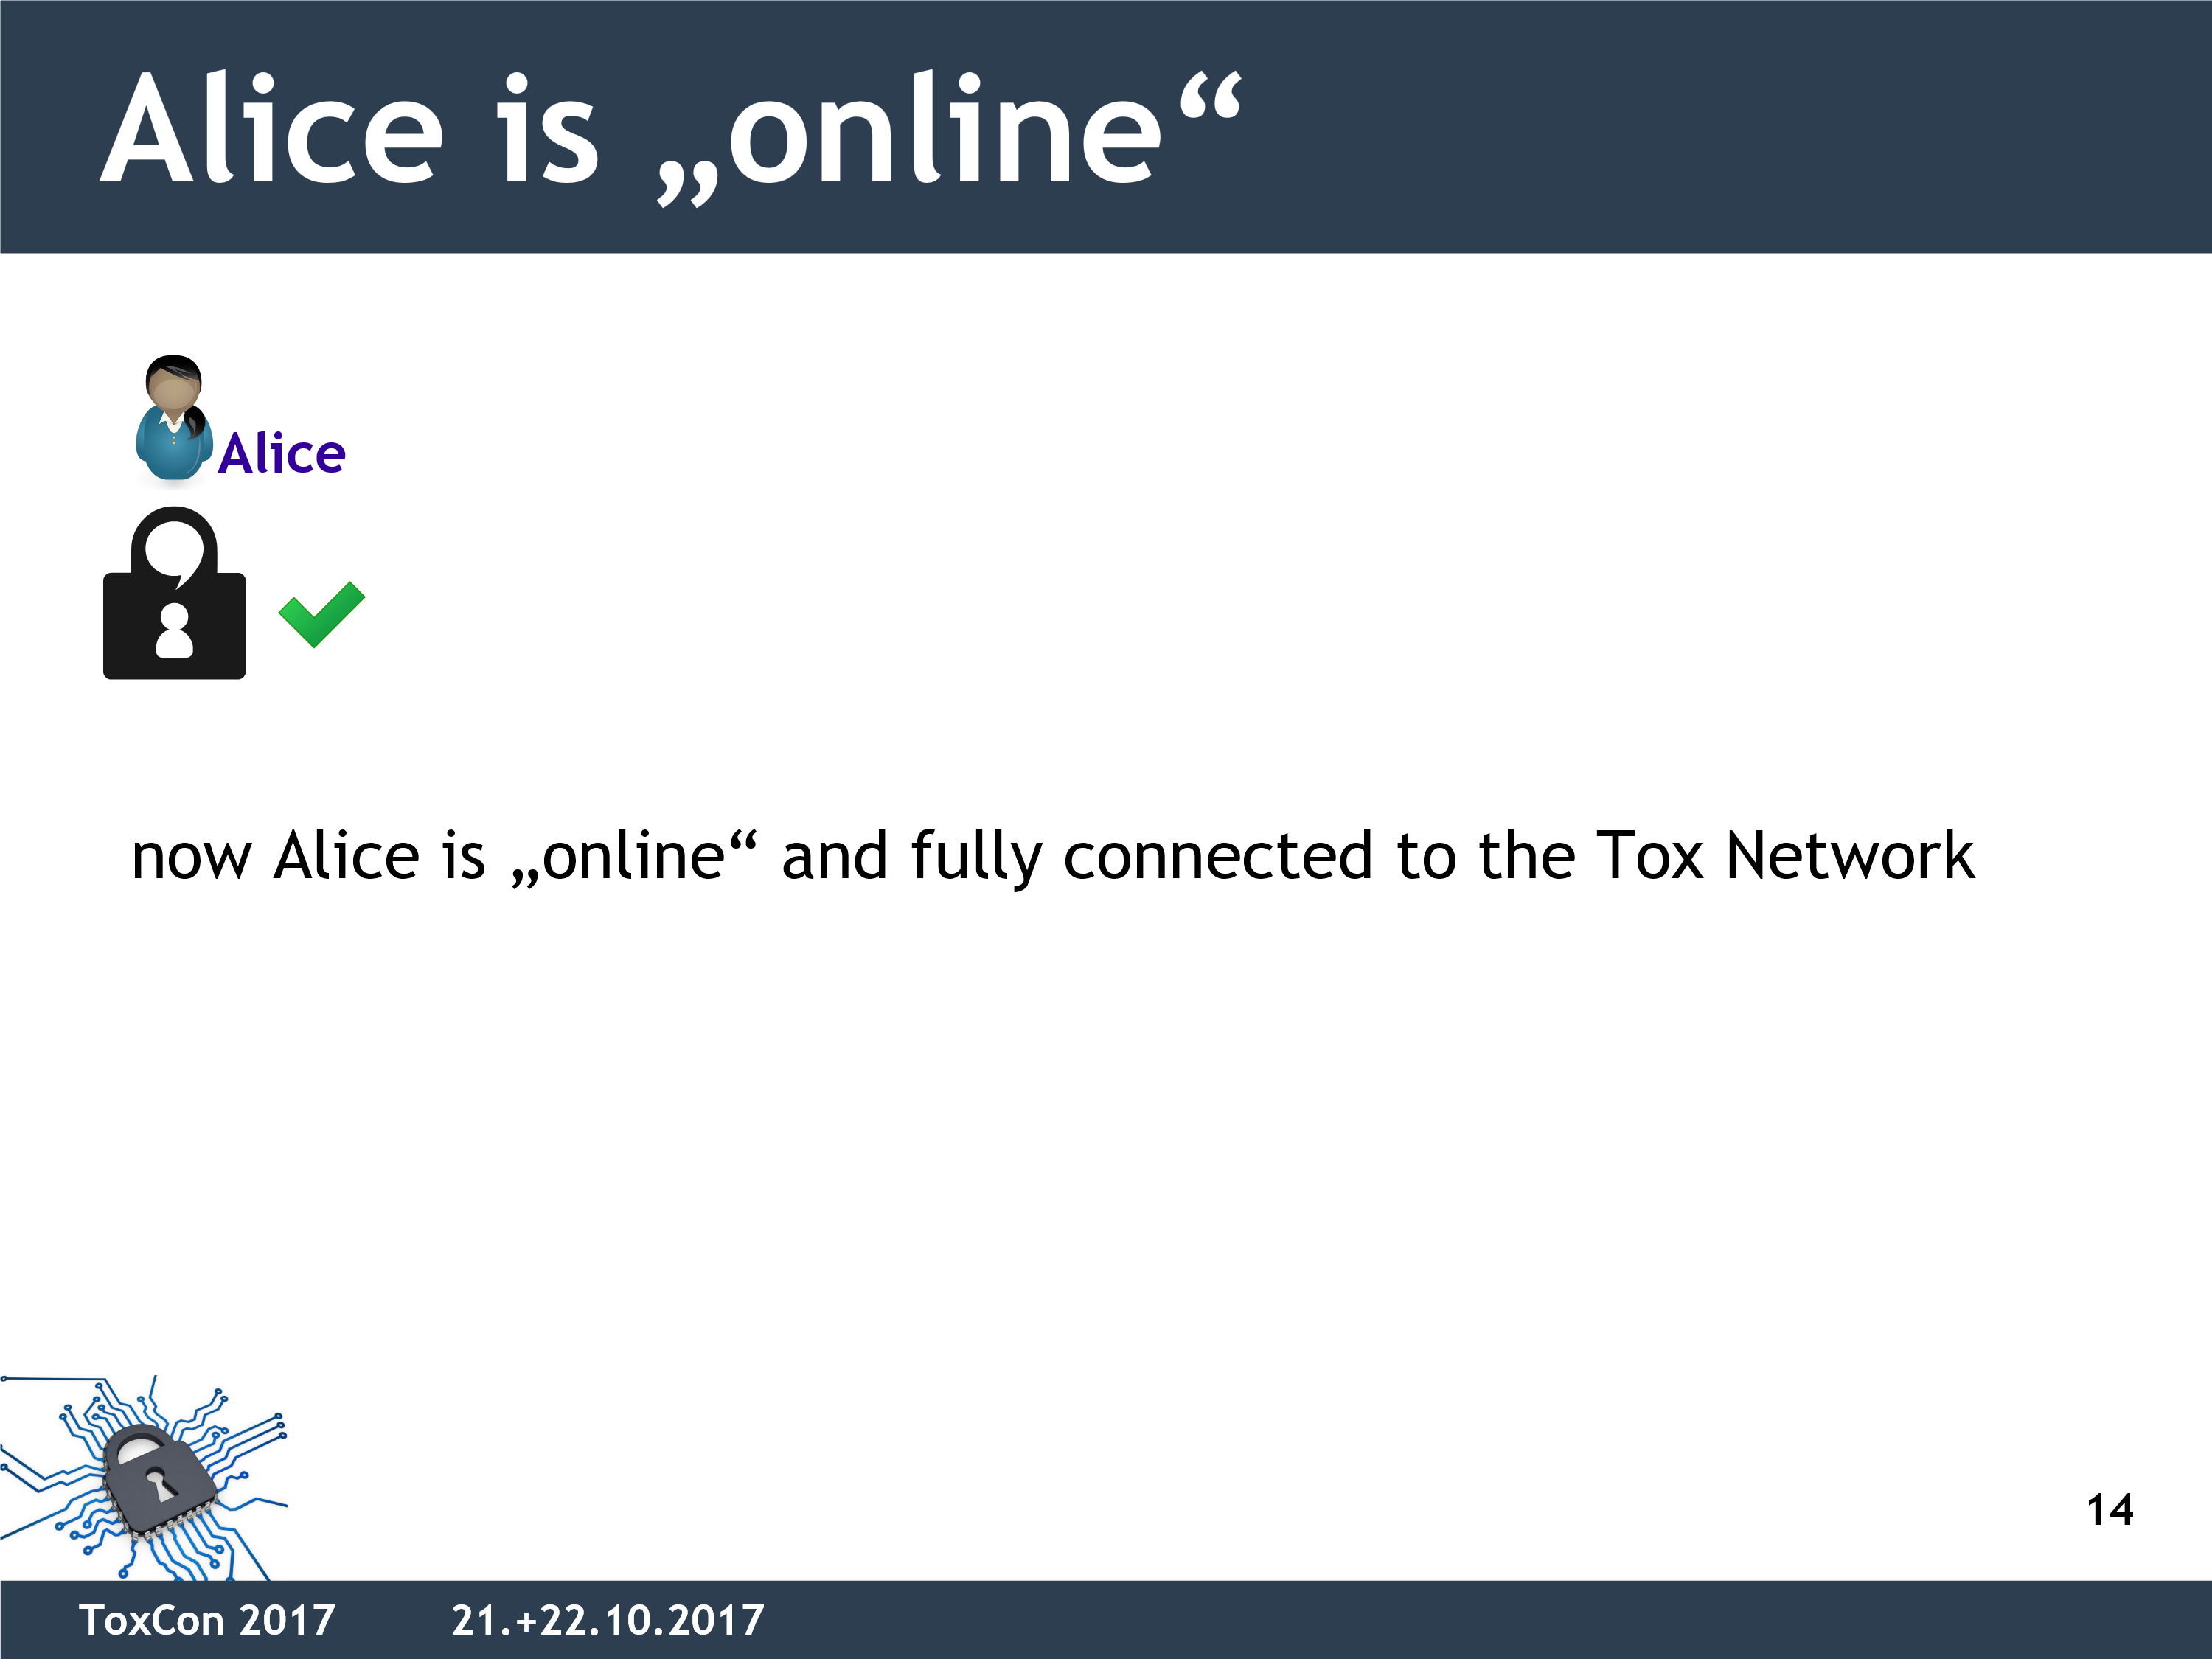 Alice is „online“
Alice
now Alice is „online“ and fully connected to the Tox Network
14
ToxCon 2017 21.+22.10.2017